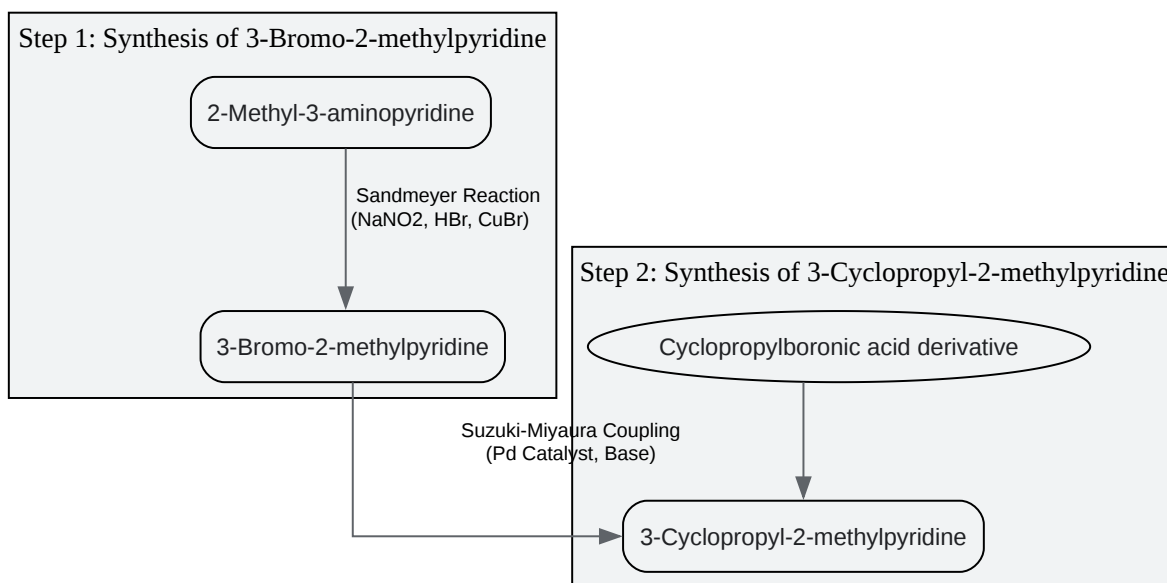 Step 1: Synthesis of 3-Bromo-2-methylpyridine
2-Methyl-3-aminopyridine
Sandmeyer Reaction
(NaNO2, HBr, CuBr)
3-Bromo-2-methylpyridine
Step 2: Synthesis of 3-Cyclopropyl-2-methylpyridine
Cyclopropylboronic acid derivative
Suzuki-Miyaura Coupling
(Pd Catalyst, Base)
3-Cyclopropyl-2-methylpyridine